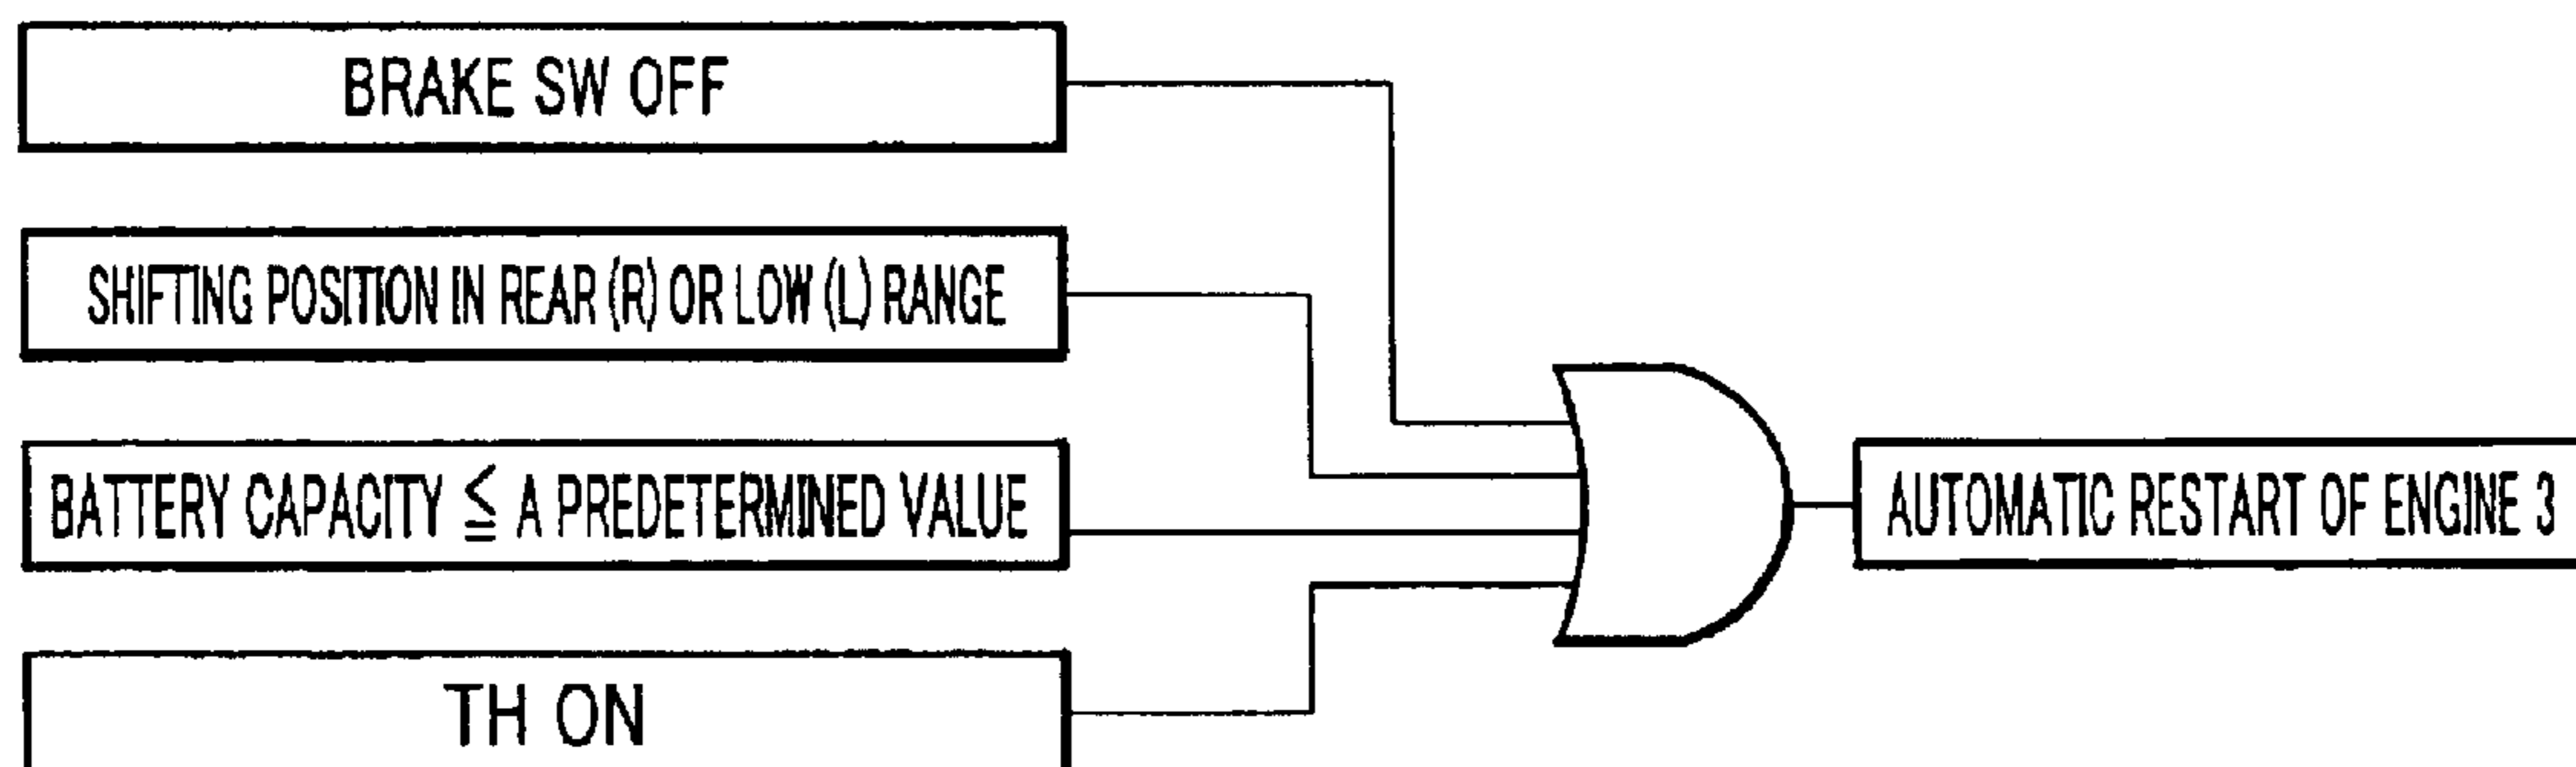 BRAKE SW OFF
SHIFTING POSITION IN REAR (R) OR LOW (L) RANGE
BATTERY CAPACITY ≦ A PREDETERMINED VALUE
TH ON
AUTOMATIC RESTART OF ENGINE 3